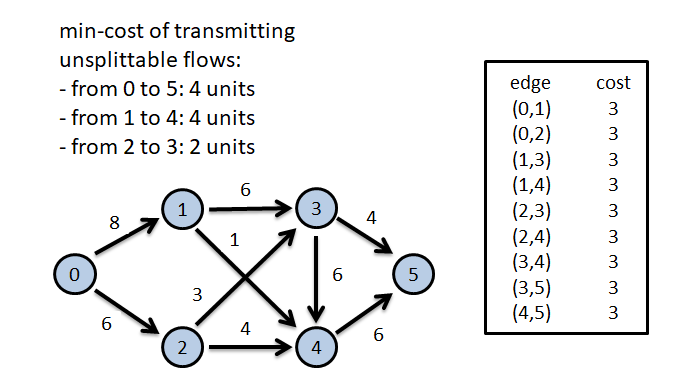 min-cost of transmitting
unsplittable flows:
- from 0 to 5: 4 units
- from 1 to 4: 4 units
- from 2 to 3: 2 units
edge cost
(0,1) 3
(0,2) 3
(1,3) 3
(1,4) 3
(2,3) 3
(2,4) 3
(3,4) 3
(3,5) 3
(4,5) 3
6
1 3
8 4
1
0 5
3 6
6 4 6
2 4